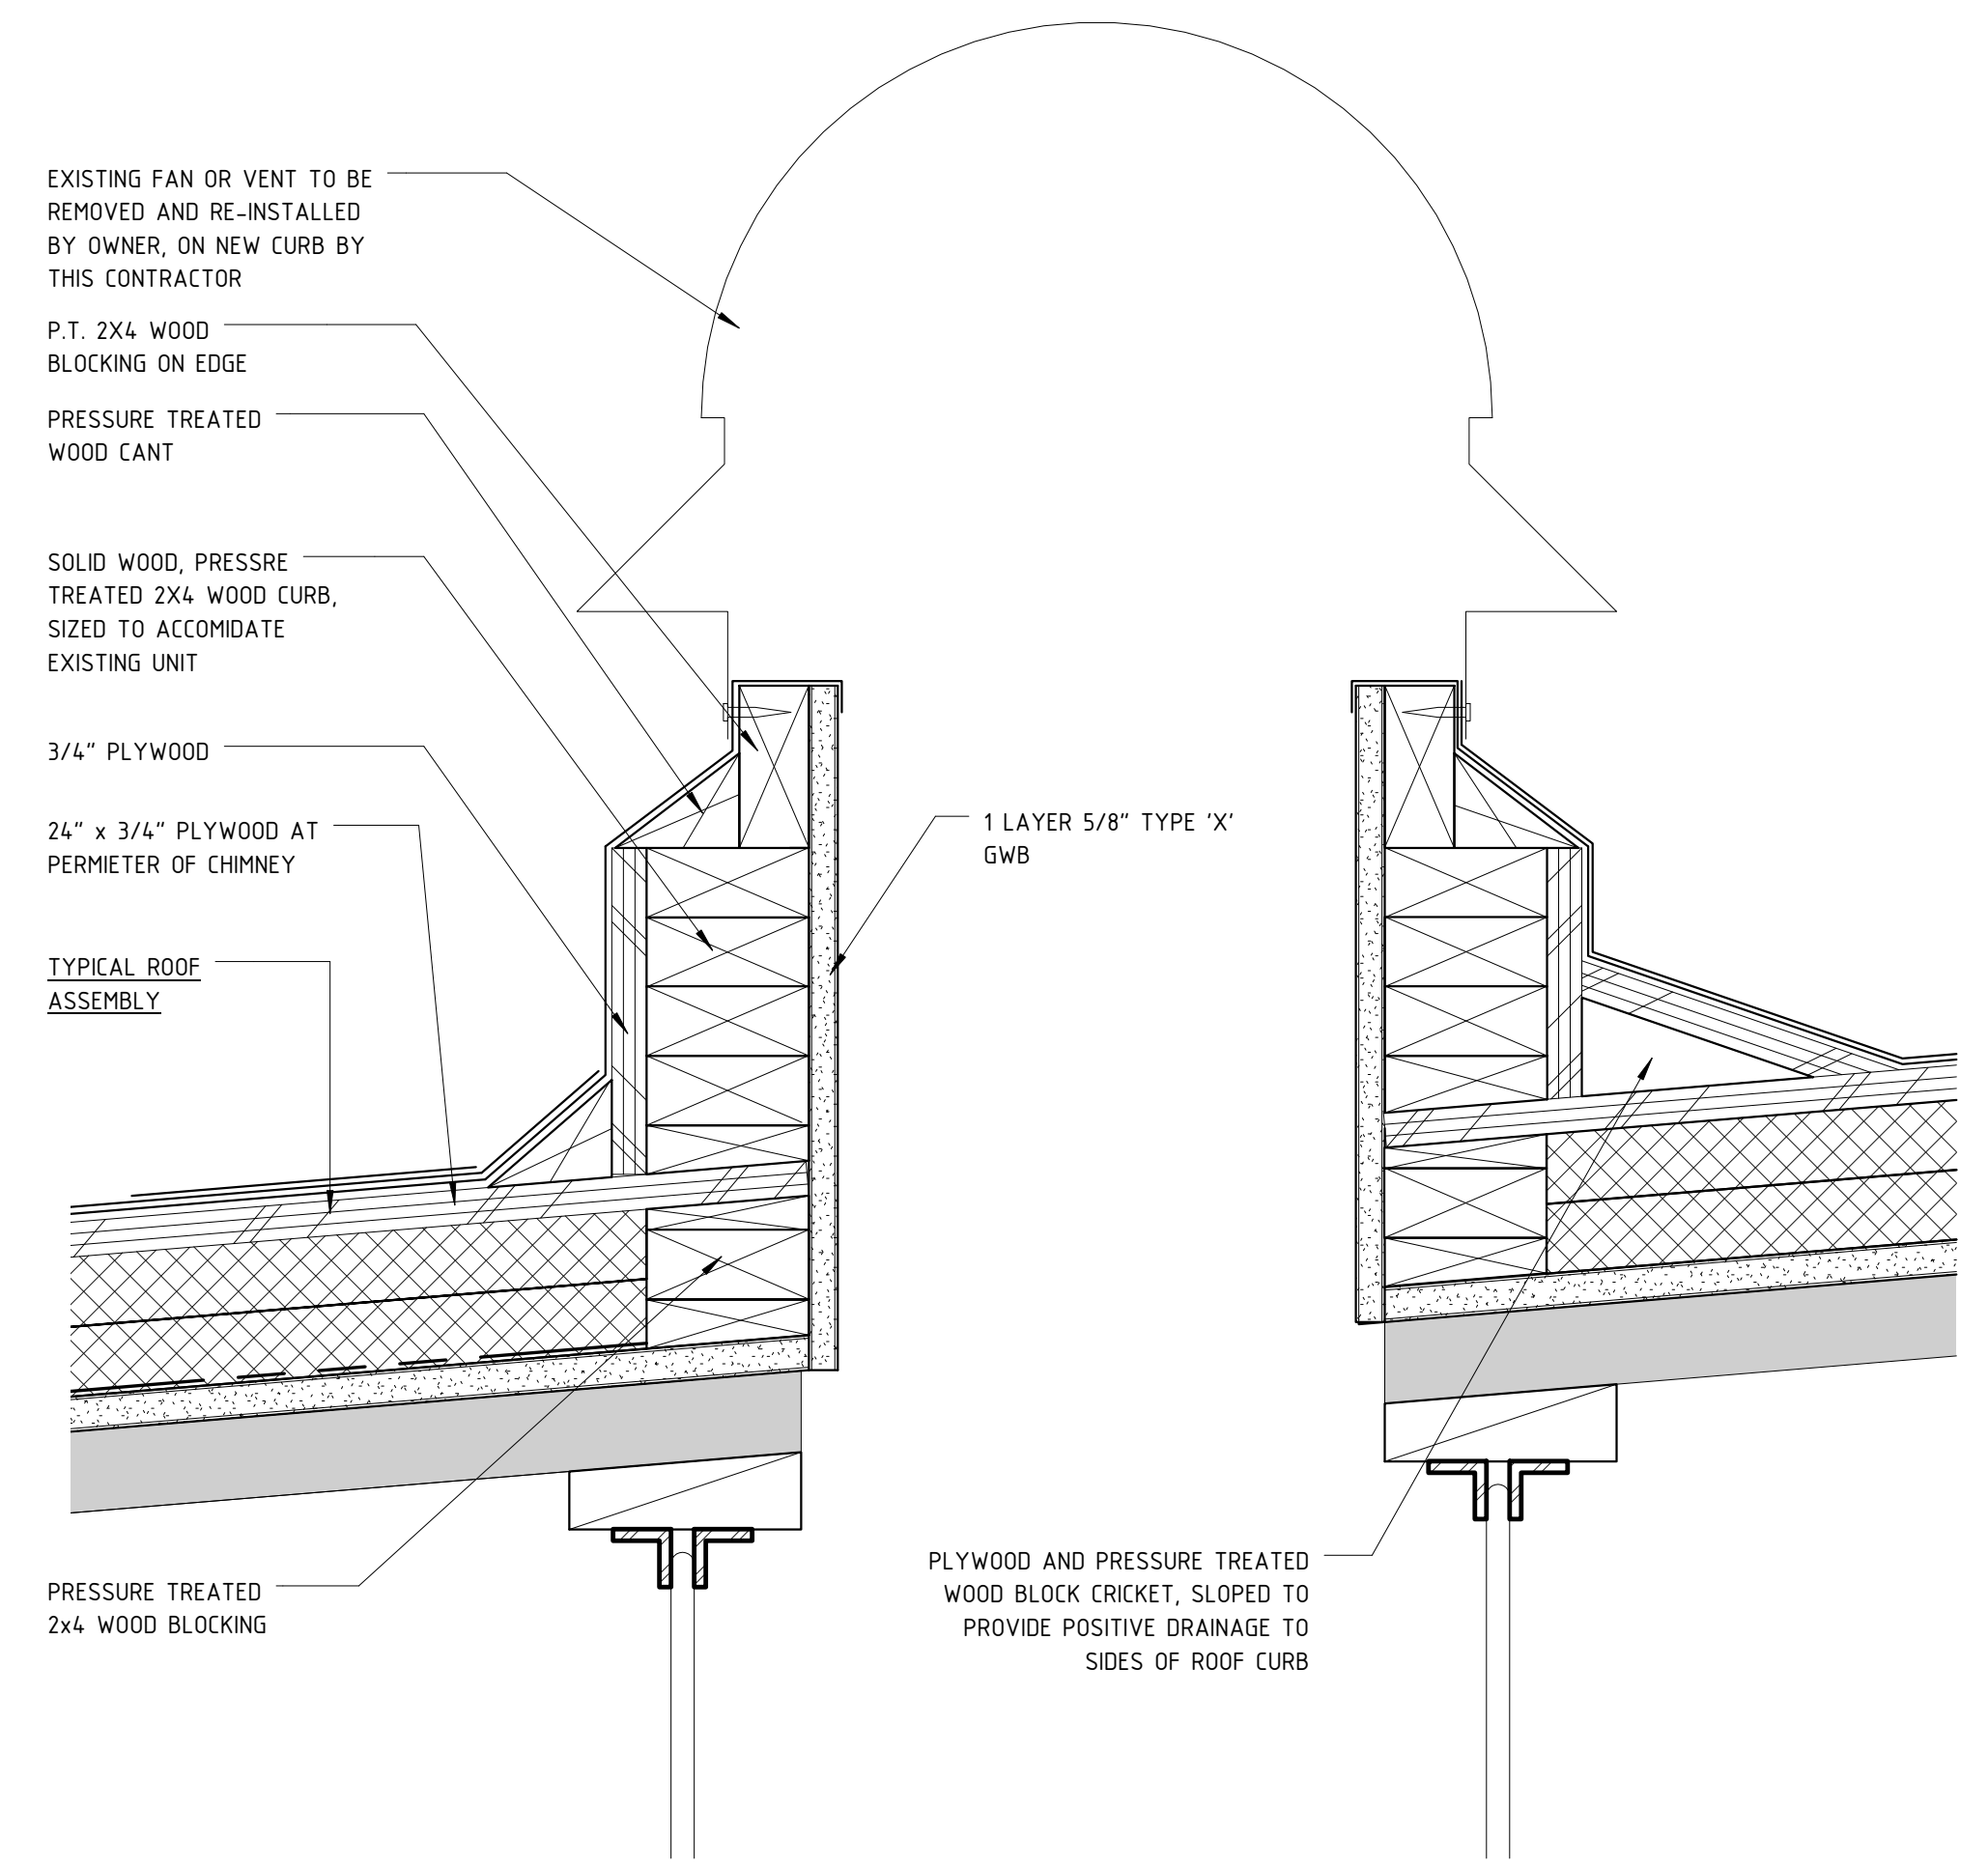 EXISTING FAN OR VENT TO BE
REMOVED AND RE-INSTALLED
BY OWNER, ON NEW CURB BY
THIS CONTRACTOR
P.T. 2X4 WOOD
BLOCKING ON EDGE
PRESSURE TREATED
WOOD CANT
SOLID WOOD, PRESSRE
TREATED 2X4 WOOD CURB,
SIZED TO ACCOMIDATE
EXISTING UNIT
3/4" PLYWOOD
24" x 3/4" PLYWOOD AT
PERMIETER OF CHIMNEY
TYPICAL ROOF
ASSEMBLY
1 LAYER 5/8" TYPE 'X'
GWB
PRESSURE TREATED
2x4 WOOD BLOCKING
PLYWOOD AND PRESSURE TREATED
WOOD BLOCK CRICKET, SLOPED TO
PROVIDE POSITIVE DRAINAGE TO
SIDES OF ROOF CURB